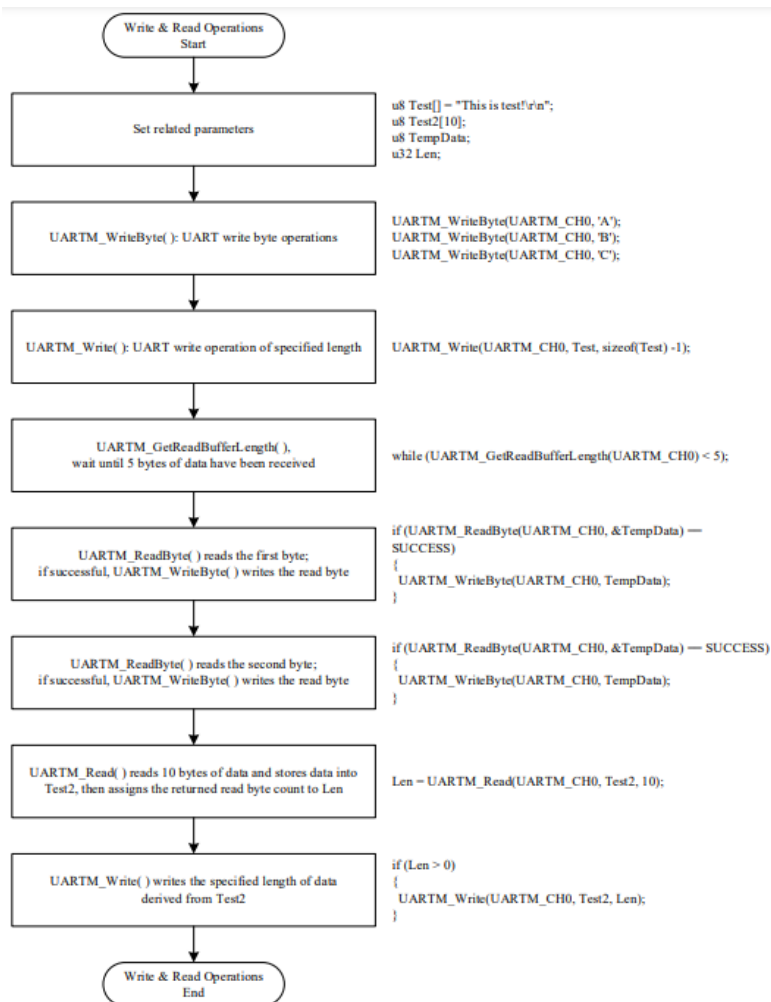 Write & Read Operations
Start
Set related parameters
u8 Test[] = "This is test!\r\n";
u8 Test2[10];
u8 TempData;
u32 Len;
UARTM_WriteByte( ): UART write byte operations
UARTM_WriteByte(UARTM_CH0, 'A');
UARTM_WriteByte(UARTM_CH0, 'B');
UARTM_WriteByte(UARTM_CH0, 'C');
UARTM_Write( ): UART write operation of specified length
UARTM_Write(UARTM_CH0, Test, sizeof(Test) -1);
UARTM_GetReadBufferLength( ),
wait until 5 bytes of data have been received
while (UARTM_GetReadBufferLength(UARTM_CH0) < 5);
UARTM_ReadByte( ) reads the first byte;
if successful, UARTM_WriteByte( ) writes the read byte
if (UARTM_ReadByte(UARTM_CH0, &TempData) ==
SUCCESS)
{
UARTM_WriteByte(UARTM_CH0, TempData);
}
UARTM_ReadByte( ) reads the second byte;
if successful, UARTM_WriteByte( ) writes the read byte
if (UARTM_ReadByte(UARTM_CH0, &TempData) == SUCCESS)
{
UARTM_WriteByte(UARTM_CH0, TempData);
}
UARTM_Read( ) reads 10 bytes of data and stores data into
Test2, then assigns the returned read byte count to Len
Len = UARTM_Read(UARTM_CH0, Test2, 10);
UARTM_Write( ) writes the specified length of data
derived from Test2
if (Len > 0)
{
UARTM_Write(UARTM_CH0, Test2, Len);
}
Write & Read Operations
End